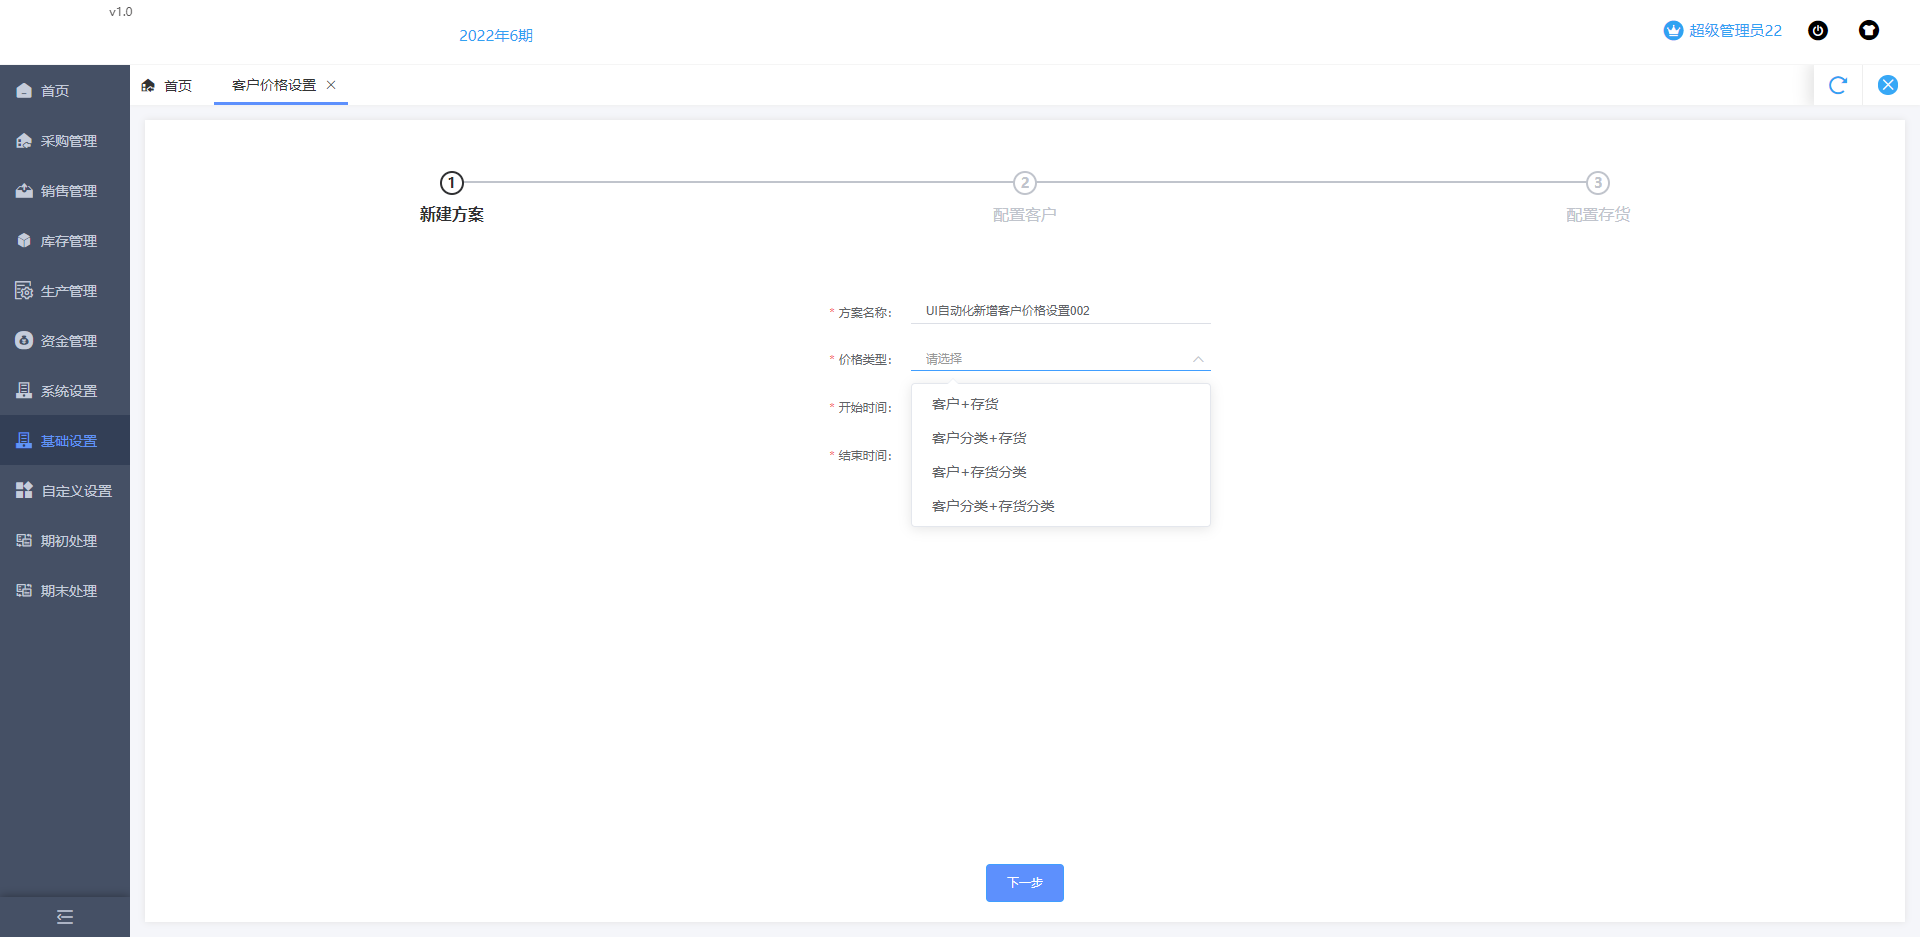 v1.0
2022年6期
超级管理员22
首页
采购管理
销售管理
库存管理
生产管理
资金管理
系统设置
基础设置
自定义设置
期初处理
期末处理
首页
客户价格设置
1
新建方案
2
配置客户
3
配置存货
* 方案名称： UI自动化新增客户价格设置002
* 价格类型： 请选择
* 开始时间：
* 结束时间：
客户+存货
客户分类+存货
客户+存货分类
客户分类+存货分类
下一步